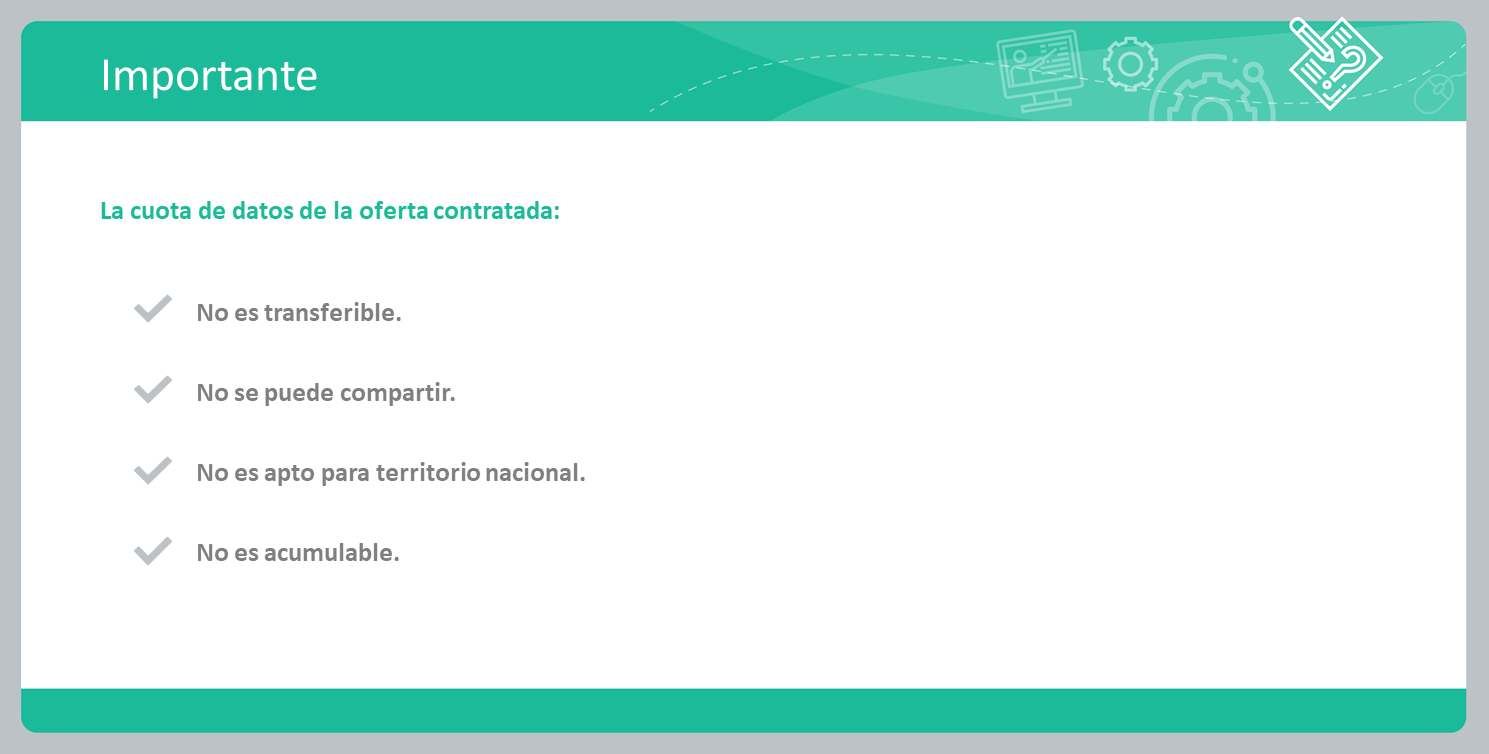 Importante
La cuota de datos de la oferta contratada:
No es transferible.
No se puede compartir.
No es apto para territorio nacional.
No es acumulable.